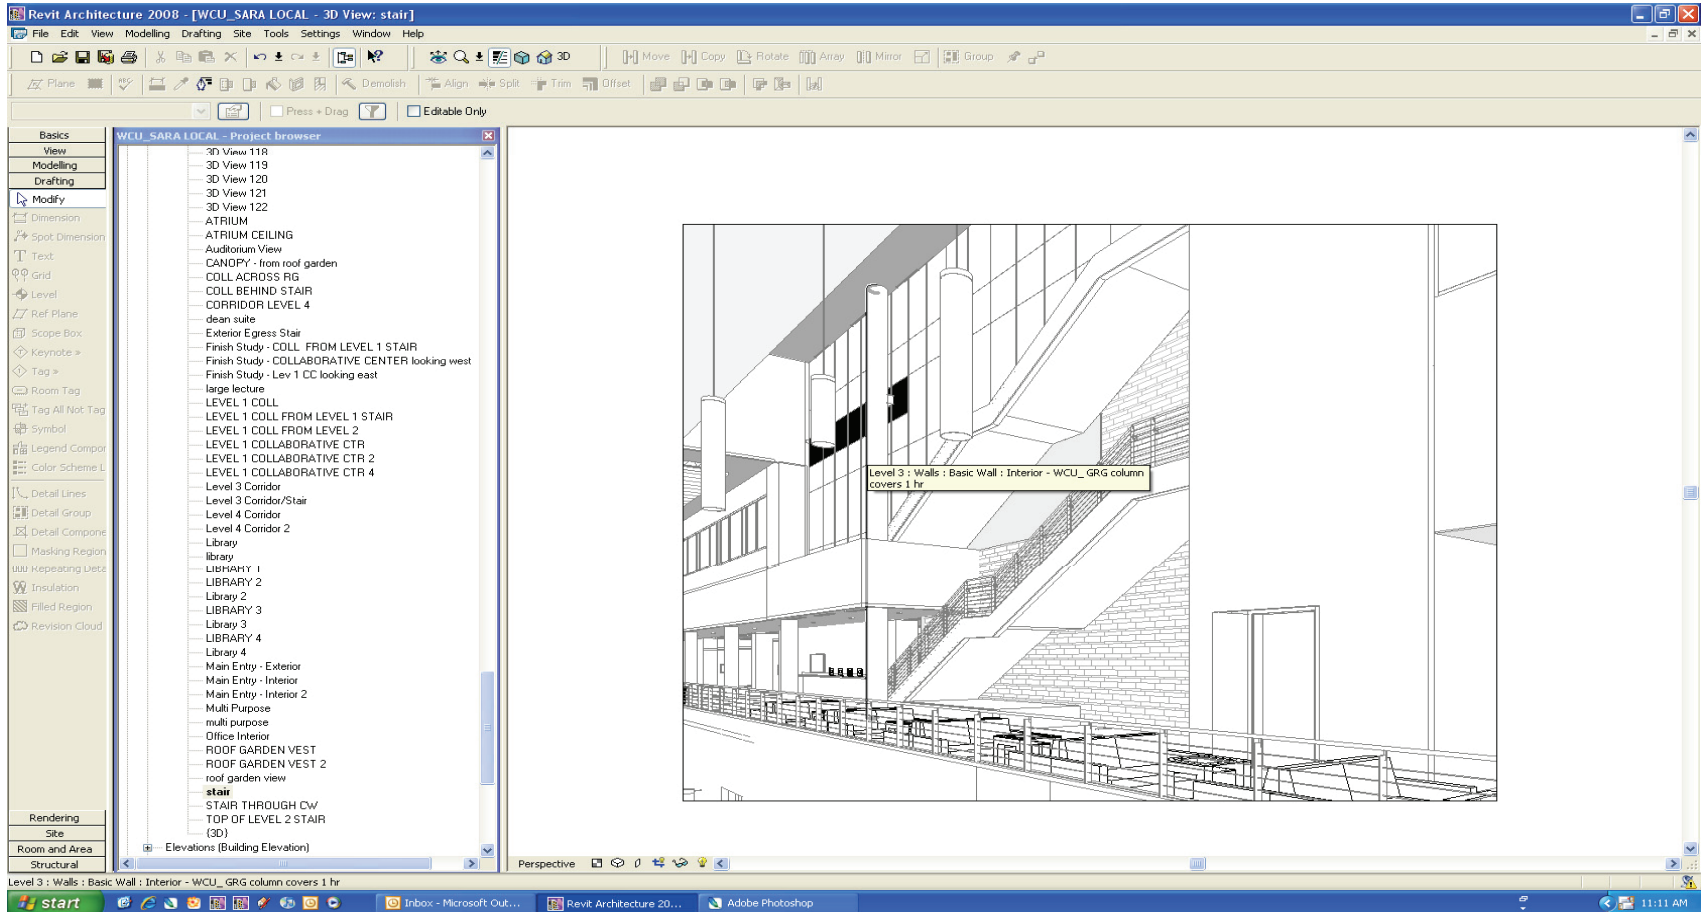 Revit Architecture 2008 - [WCU_SARA LOCAL - 3D View: stair]
File Edit View Modelling Drafting Site Tools Settings Window Help
3D Move Copy Rotate Array Mirror Group
Plane Demolish Align Split Trim Offset
Press + Drag Editable Only
Basics
View
Modelling
Drafting
Modify
Dimension
Spot Dimension
Text
Grid
Level
Ref Plane
Scope Box
Keynote »
Tag »
Room Tag
Tag All Not Tag
Symbol
Legend Compor
Color Scheme L
Detail Lines
Detail Group
Detail Compone
Masking Region
Repeating Deta
Insulation
Filled Region
Revision Cloud
Rendering
Site
Room and Area
Structural
WCU_SARA LOCAL - Project browser
3D View 118
3D View 119
3D View 120
3D View 121
3D View 122
ATRIUM
ATRIUM CEILING
Auditorium View
CANOPY - from roof garden
COLL ACROSS RG
COLL BEHIND STAIR
CORRIDOR LEVEL 4
dean suite
Exterior Egress Stair
Finish Study - COLL FROM LEVEL 1 STAIR
Finish Study - COLLABORATIVE CENTER looking west
Finish Study - Lev 1 CC looking east
large lecture
LEVEL 1 COLL
LEVEL 1 COLL FROM LEVEL 1 STAIR
LEVEL 1 COLL FROM LEVEL 2
LEVEL 1 COLLABORATIVE CTR
LEVEL 1 COLLABORATIVE CTR 2
LEVEL 1 COLLABORATIVE CTR 4
Level 3 Corridor
Level 3 Corridor/Stair
Level 4 Corridor
Level 4 Corridor 2
Library
library
LIBRARY 1
LIBRARY 2
Library 2
LIBRARY 3
Library 3
LIBRARY 4
Library 4
Main Entry - Exterior
Main Entry - Interior
Main Entry - Interior 2
Multi Purpose
multi purpose
Office Interior
ROOF GARDEN VEST
ROOF GARDEN VEST 2
roof garden view
stair
STAIR THROUGH CW
TOP OF LEVEL 2 STAIR
{3D}
Elevations (Building Elevation)
Level 3 : Walls : Basic Wall : Interior - WCU_ GRG column
covers 1 hr
Perspective
Level 3 : Walls : Basic Wall : Interior - WCU_ GRG column covers 1 hr
start Inbox - Microsoft Out... Revit Architecture 20... Adobe Photoshop 11:11 AM